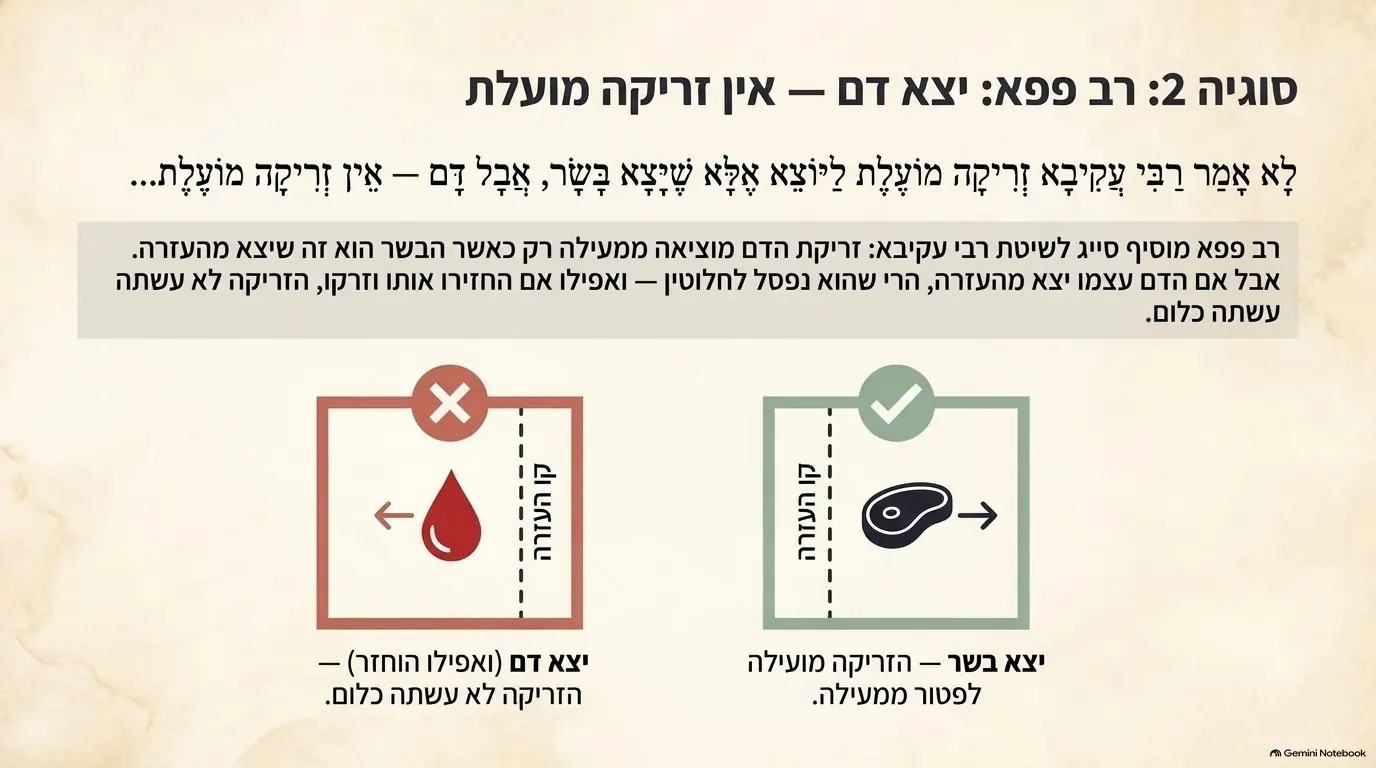 סוגיה 2: רב פפא: יצא דם — אין זריקה מועלת
לֹא אָמַר רַבִּי עֲקִיבָא זְרִיקָה מוֹעֶלֶת לַיּוֹצֵא אֶלָּא שֶׁיָּצָא בָּשָׂר, אֲבָל דָּם — אֵין זְרִיקָה מוֹעֶלֶת...
רב פפא מוסיף סייג לשיטת רבי עקיבא: זריקת הדם מוציאה ממעילה רק כאשר הבשר הוא זה שיצא מהעזרה.
אבל אם הדם עצמו יצא מהעזרה, הרי שהוא נפסל לחלוטין — ואפילו אם החזירו אותו וזרקו, הזריקה לא עשתה
עשתה כלום.
קו העזרה
קו העזרה
יצא בשר — הזריקה מועילה
לפטור ממעילה.
יצא דם (ואפילו הוחזר) —
הזריקה לא עשתה כלום.
Gemini Notebook